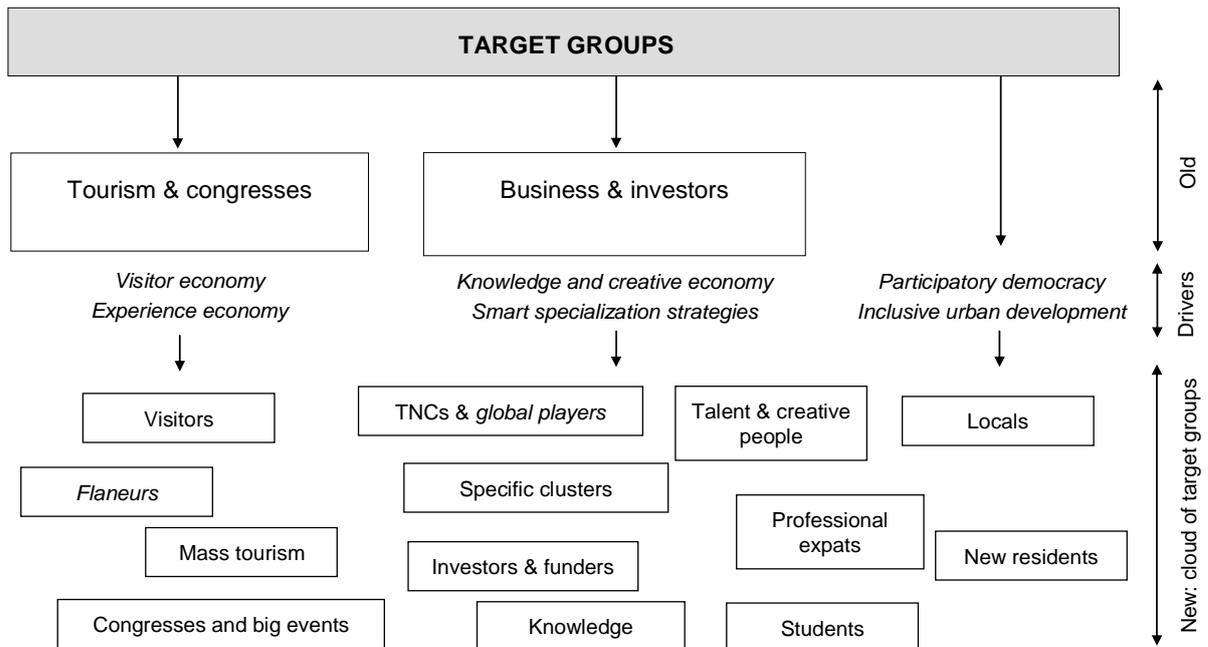 TARGET GROUPS
Tourism & congresses
Business & investors
Old
Visitor economy
Experience economy
Knowledge and creative economy
Smart specialization strategies
Participatory democracy
Inclusive urban development
Drivers
Visitors
TNCs & global players
Talent & creative
people
Locals
Flaneurs
Specific clusters
Professional
expats
Mass tourism
Investors & funders
New residents
Congresses and big events
Knowledge
Students
New: cloud of target groups